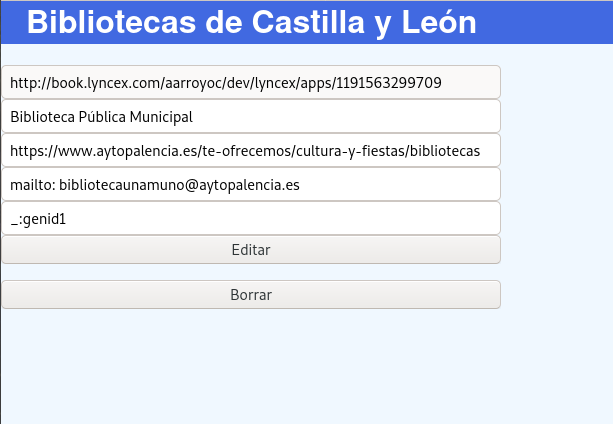 Bibliotecas de Castilla y León
http://book.lyncex.com/aarroyoc/dev/lyncex/apps/1191563299709
Biblioteca Pública Municipal
https://www.aytopalencia.es/te-ofrecemos/cultura-y-fiestas/bibliotecas
mailto: bibliotecaunamuno@aytopalencia.es
_:genid1
Editar
Borrar